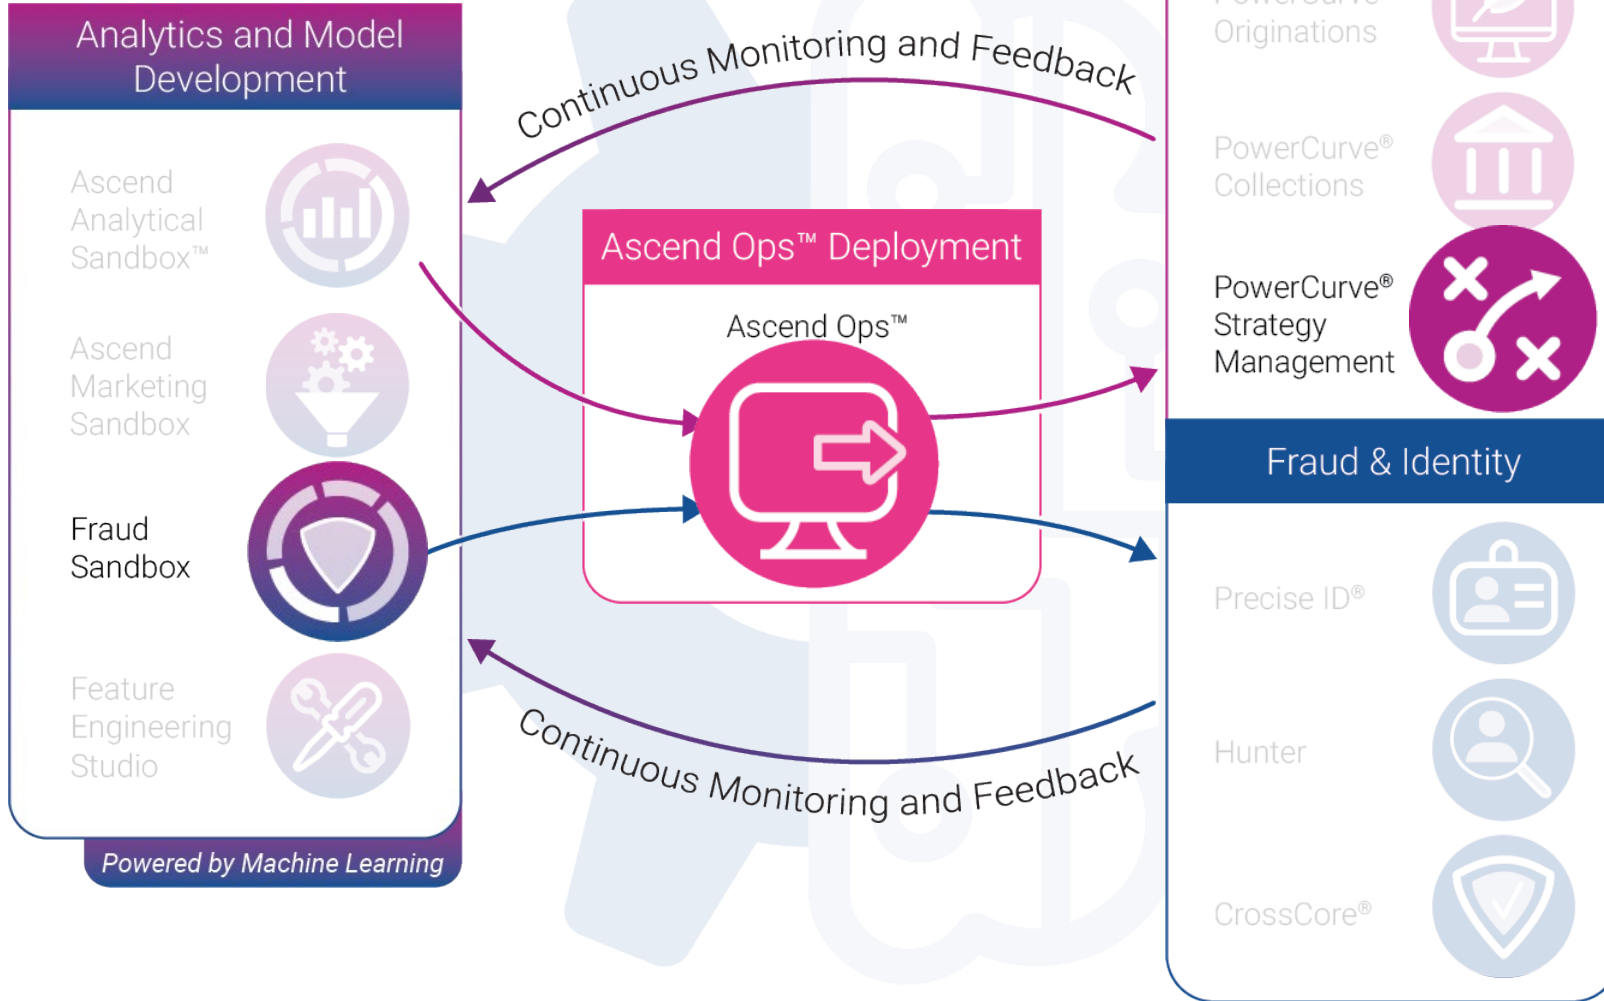 Analytics and Model
Development
Ascend
Analytical
Sandbox™
Ascend
Marketing
Sandbox
Fraud
Sandbox
Feature
Engineering
Studio
Powered by Machine Learning
Continuous Monitoring and Feedback
Ascend Ops™ Deployment
Ascend Ops™
Continuous Monitoring and Feedback
Originations
PowerCurve®
Collections
PowerCurve®
Strategy
Management
Fraud & Identity
Precise ID®
Hunter
CrossCore®